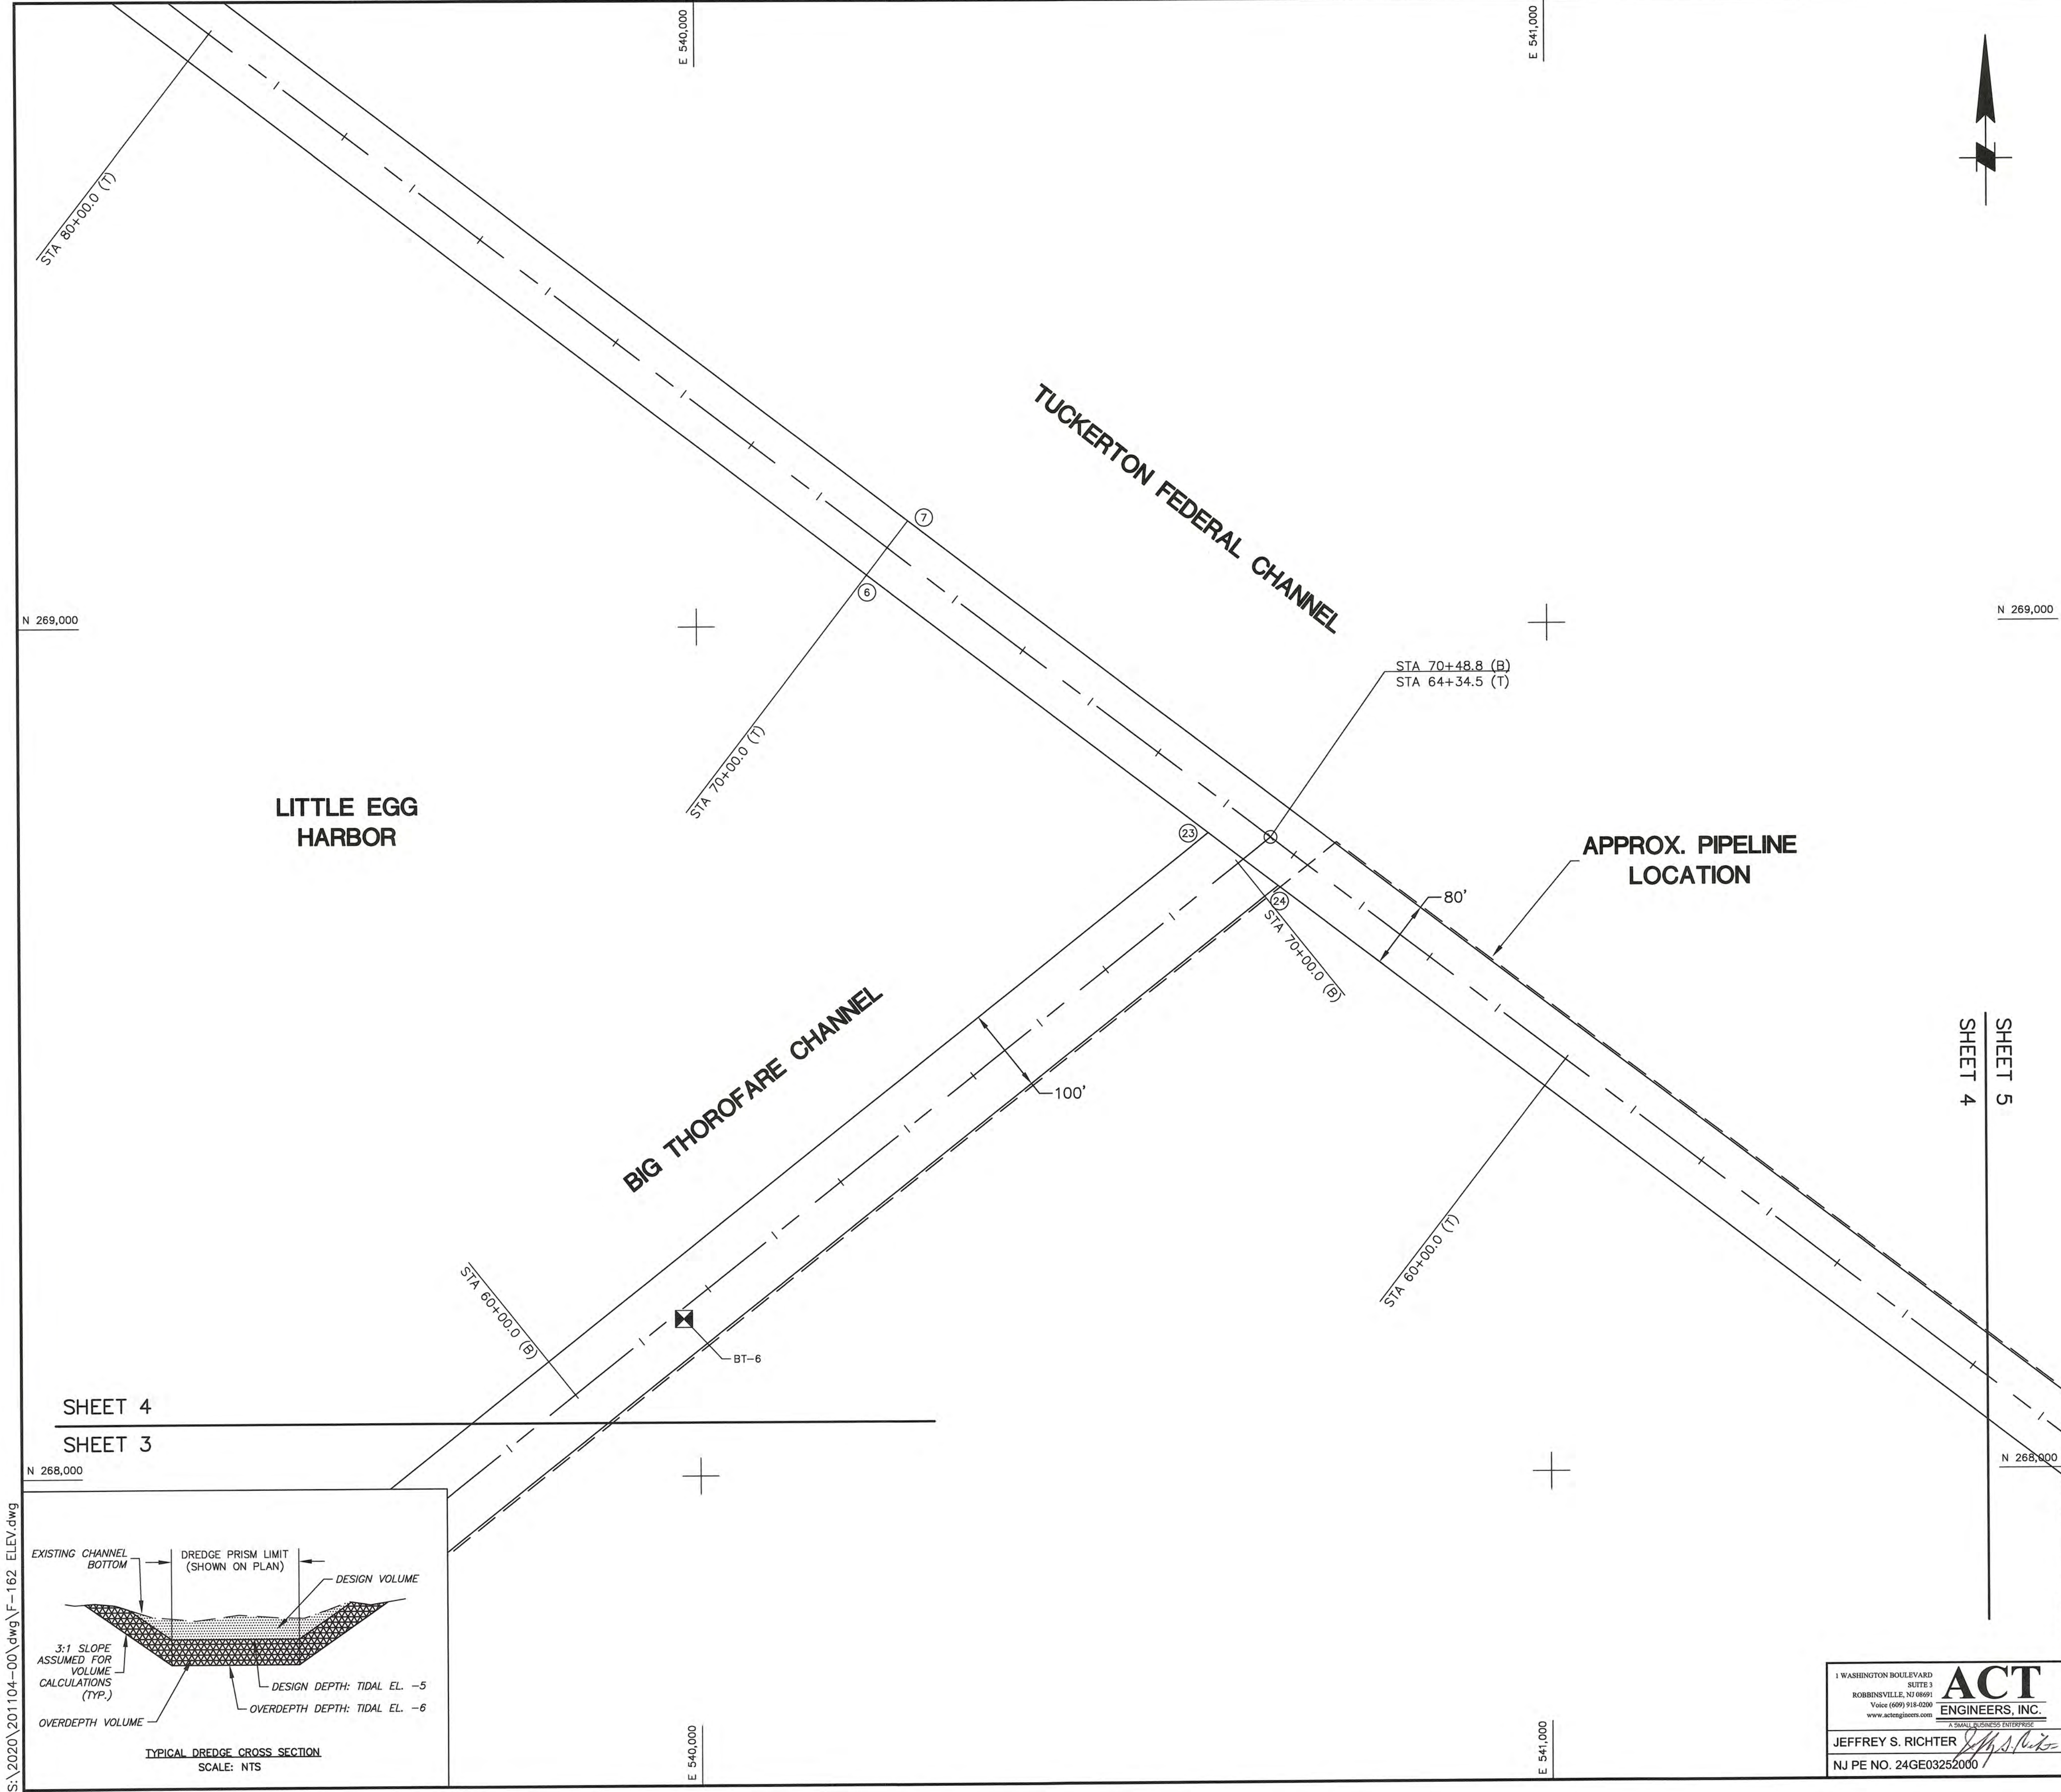 E 540,000
E 541,000
STA 80+00.0 (T)
TUCKERTON FEDERAL CHANNEL
7
6
N 269,000
N 269,000
STA 70+48.8 (B)
STA 64+34.5 (T)
STA 70+00.0 (T)
LITTLE EGG
HARBOR
23
24
APPROX. PIPELINE
LOCATION
80'
STA 70+00.0 (B)
BIG THOROFARE CHANNEL
100'
SHEET 5
SHEET 4
STA 60+00.0 (T)
STA 60+00.0 (B)
BT-6
SHEET 4
SHEET 3
N 268,000
N 268,000
S:\2020\201104-00\dwg\F-162 ELEV.dwg
EXISTING CHANNEL
BOTTOM
DREDGE PRISM LIMIT
(SHOWN ON PLAN)
DESIGN VOLUME
3:1 SLOPE
ASSUMED FOR
VOLUME
CALCULATIONS
(TYP.)
DESIGN DEPTH: TIDAL EL. -5
OVERDEPTH DEPTH: TIDAL EL. -6
OVERDEPTH VOLUME
TYPICAL DREDGE CROSS SECTION
SCALE: NTS
E 540,000
E 541,000
1 WASHINGTON BOULEVARD
SUITE 3
ROBBINSVILLE, NJ 08691
Voice (609) 918-0200
www.actengineers.com
ACT
ENGINEERS, INC.
A SMALL BUSINESS ENTERPRISE
JEFFREY S. RICHTER
NJ PE NO. 24GE03252000